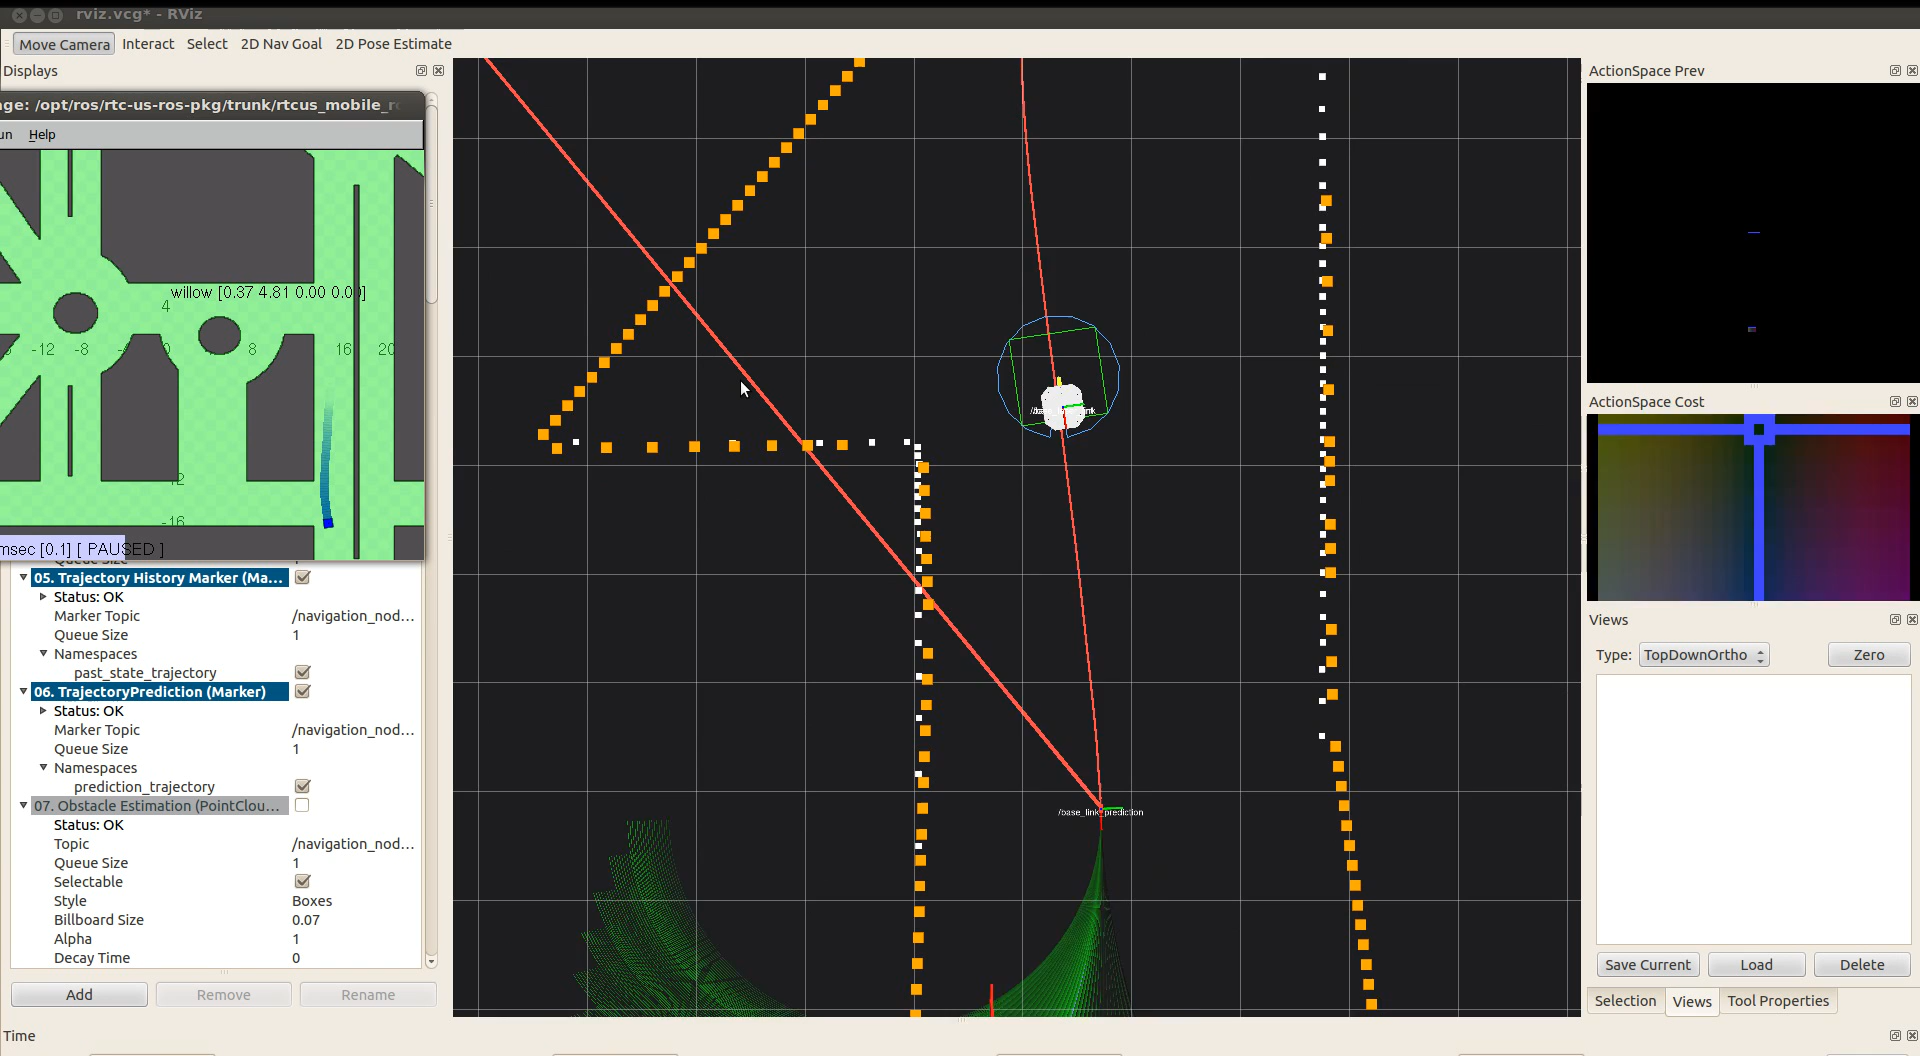 rviz.vcg* - RViz
Move Camera Interact Select 2D Nav Goal 2D Pose Estimate
Displays
ge: /opt/ros/rtc-us-ros-pkg/trunk/rtcus_mobile_r
un Help
willow [0.37 4.81 0.00 0.00]
4
-12 -8 0 8 16 20
-16
msec [0.1] [ PAUSED ]
Queue Size
05. Trajectory History Marker (Ma...
Status: OK
Marker Topic /navigation_nod...
Queue Size 1
Namespaces
past_state_trajectory
06. TrajectoryPrediction (Marker)
Status: OK
Marker Topic /navigation_nod...
Queue Size 1
Namespaces
prediction_trajectory
07. Obstacle Estimation (PointClou...
Status: OK
Topic /navigation_nod...
Queue Size 1
Selectable
Style Boxes
Billboard Size 0.07
Alpha 1
Decay Time 0
Add Remove Rename
Time
/base_link_prediction
ActionSpace Prev
ActionSpace Cost
Views
Type: TopDownOrtho Zero
Save Current Load Delete
Selection Views Tool Properties